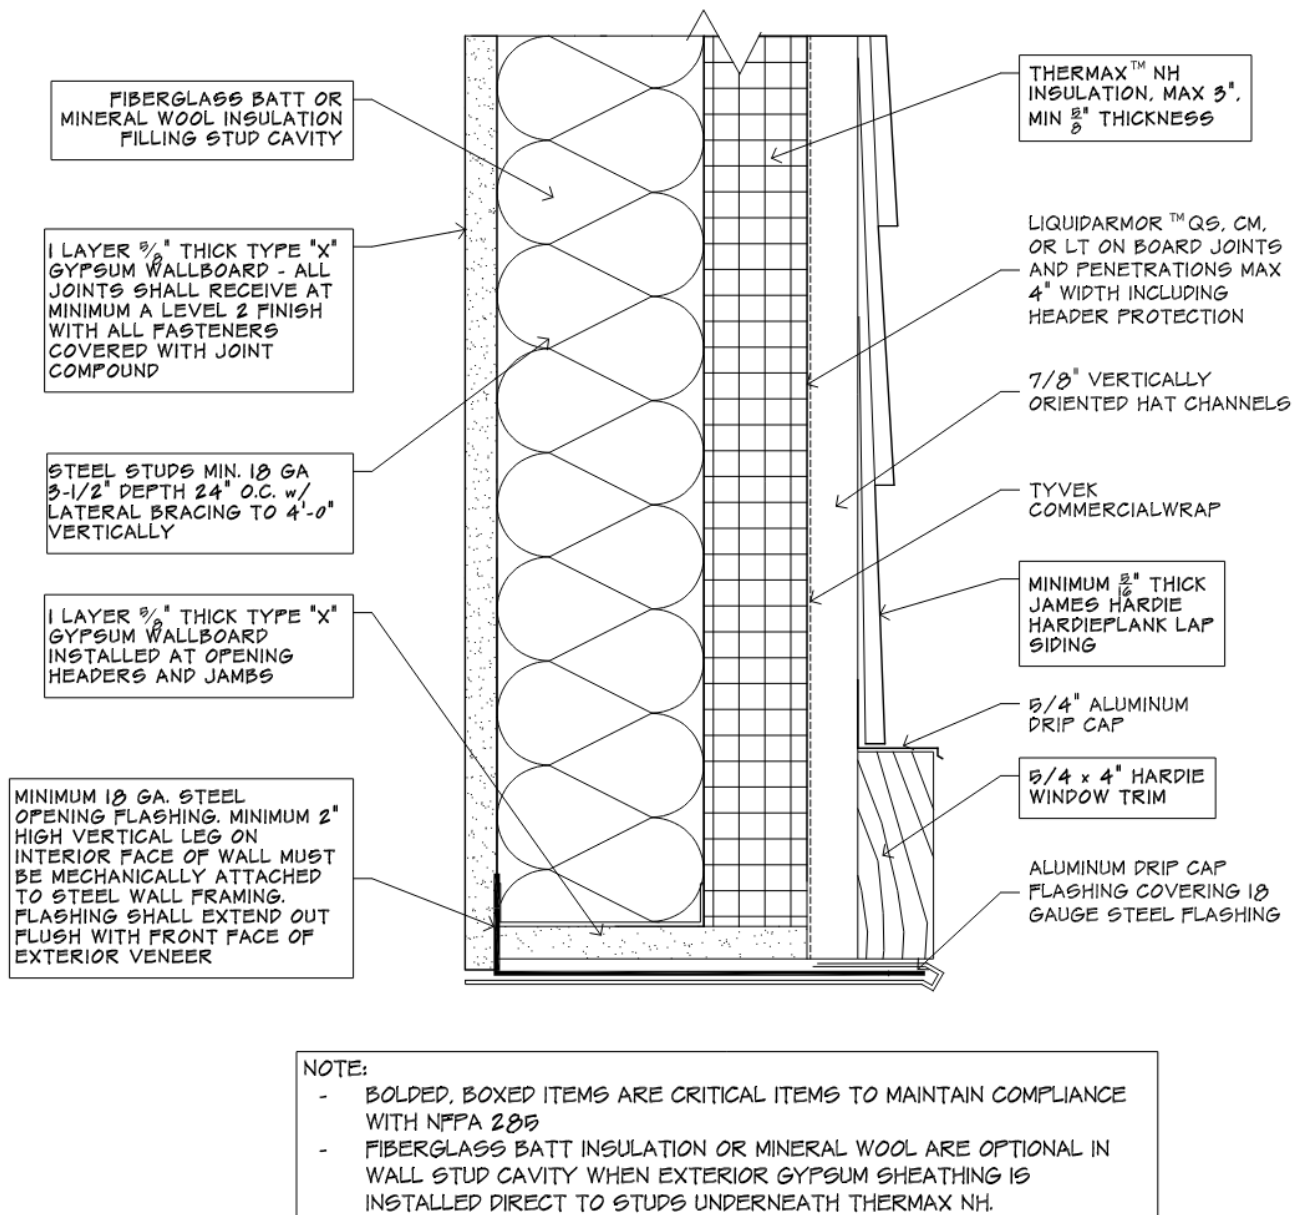 FIBERGLASS BATT OR
MINERAL WOOL INSULATION
FILLING STUD CAVITY
1 LAYER 5/8" THICK TYPE "X"
GYPSUM WALLBOARD - ALL
JOINTS SHALL RECEIVE AT
MINIMUM A LEVEL 2 FINISH
WITH ALL FASTENERS
COVERED WITH JOINT
COMPOUND
STEEL STUDS MIN. 18 GA
3-1/2" DEPTH 24" O.C. w/
LATERAL BRACING TO 4'-0"
VERTICALLY
1 LAYER 5/8" THICK TYPE "X"
GYPSUM WALLBOARD
INSTALLED AT OPENING
HEADERS AND JAMBS
MINIMUM 18 GA. STEEL
OPENING FLASHING. MINIMUM 2"
HIGH VERTICAL LEG ON
INTERIOR FACE OF WALL MUST
BE MECHANICALLY ATTACHED
TO STEEL WALL FRAMING.
FLASHING SHALL EXTEND OUT
FLUSH WITH FRONT FACE OF
EXTERIOR VENEER
THERMAX™ NH
INSULATION, MAX 3",
MIN 5/8" THICKNESS
LIQUIDARMOR ™ QS, CM,
OR LT ON BOARD JOINTS
AND PENETRATIONS MAX
4" WIDTH INCLUDING
HEADER PROTECTION
7/8" VERTICALLY
ORIENTED HAT CHANNELS
TYVEK
COMMERCIALWRAP
MINIMUM 5/16" THICK
JAMES HARDIE
HARDIEPLANK LAP
SIDING
5/4" ALUMINUM
DRIP CAP
5/4 x 4" HARDIE
WINDOW TRIM
ALUMINUM DRIP CAP
FLASHING COVERING 18
GAUGE STEEL FLASHING
NOTE:
- BOLDED, BOXED ITEMS ARE CRITICAL ITEMS TO MAINTAIN COMPLIANCE
WITH NFPA 285
- FIBERGLASS BATT INSULATION OR MINERAL WOOL ARE OPTIONAL IN
WALL STUD CAVITY WHEN EXTERIOR GYPSUM SHEATHING IS
INSTALLED DIRECT TO STUDS UNDERNEATH THERMAX NH.